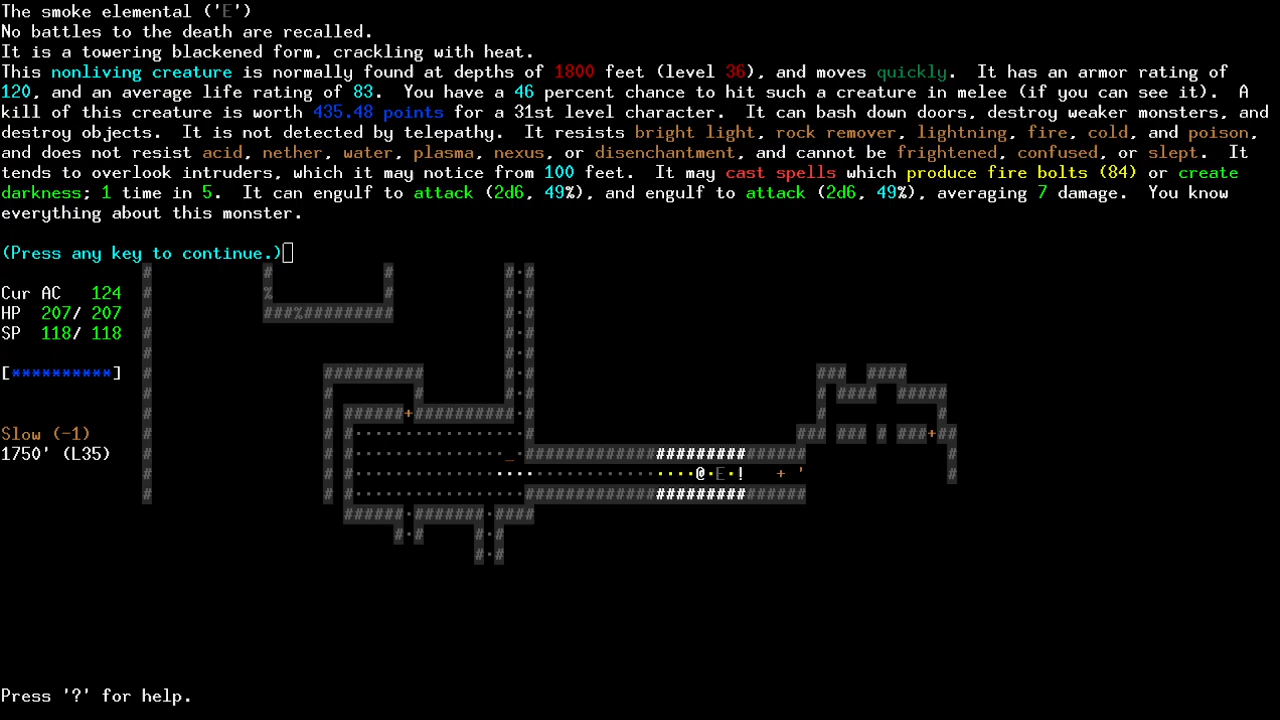 The smoke elemental ('E')
No battles to the death are recalled.
It is a towering blackened form, crackling with heat.
This nonliving creature is normally found at depths of 1800 feet (level 36), and moves quickly.  It has an armor rating of
120, and an average life rating of 83.  You have a 46 percent chance to hit such a creature in melee (if you can see it).  A
kill of this creature is worth 435.48 points for a 31st level character.  It can bash down doors, destroy weaker monsters, and
destroy objects.  It is not detected by telepathy.  It resists bright light, rock remover, lightning, fire, cold, and poison,
and does not resist acid, nether, water, plasma, nexus, or disenchantment, and cannot be frightened, confused, or slept.  It
tends to overlook intruders, which it may notice from 100 feet.  It may cast spells which produce fire bolts (84) or create
darkness; 1 time in 5.  It can engulf to attack (2d6, 49%), and engulf to attack (2d6, 49%), averaging 7 damage.  You know
everything about this monster.
(Press any key to continue.)
Cur AC   124
HP  207/ 207
SP  118/ 118
[**********]
Slow (-1)
1750' (L35)
Press '?' for help.